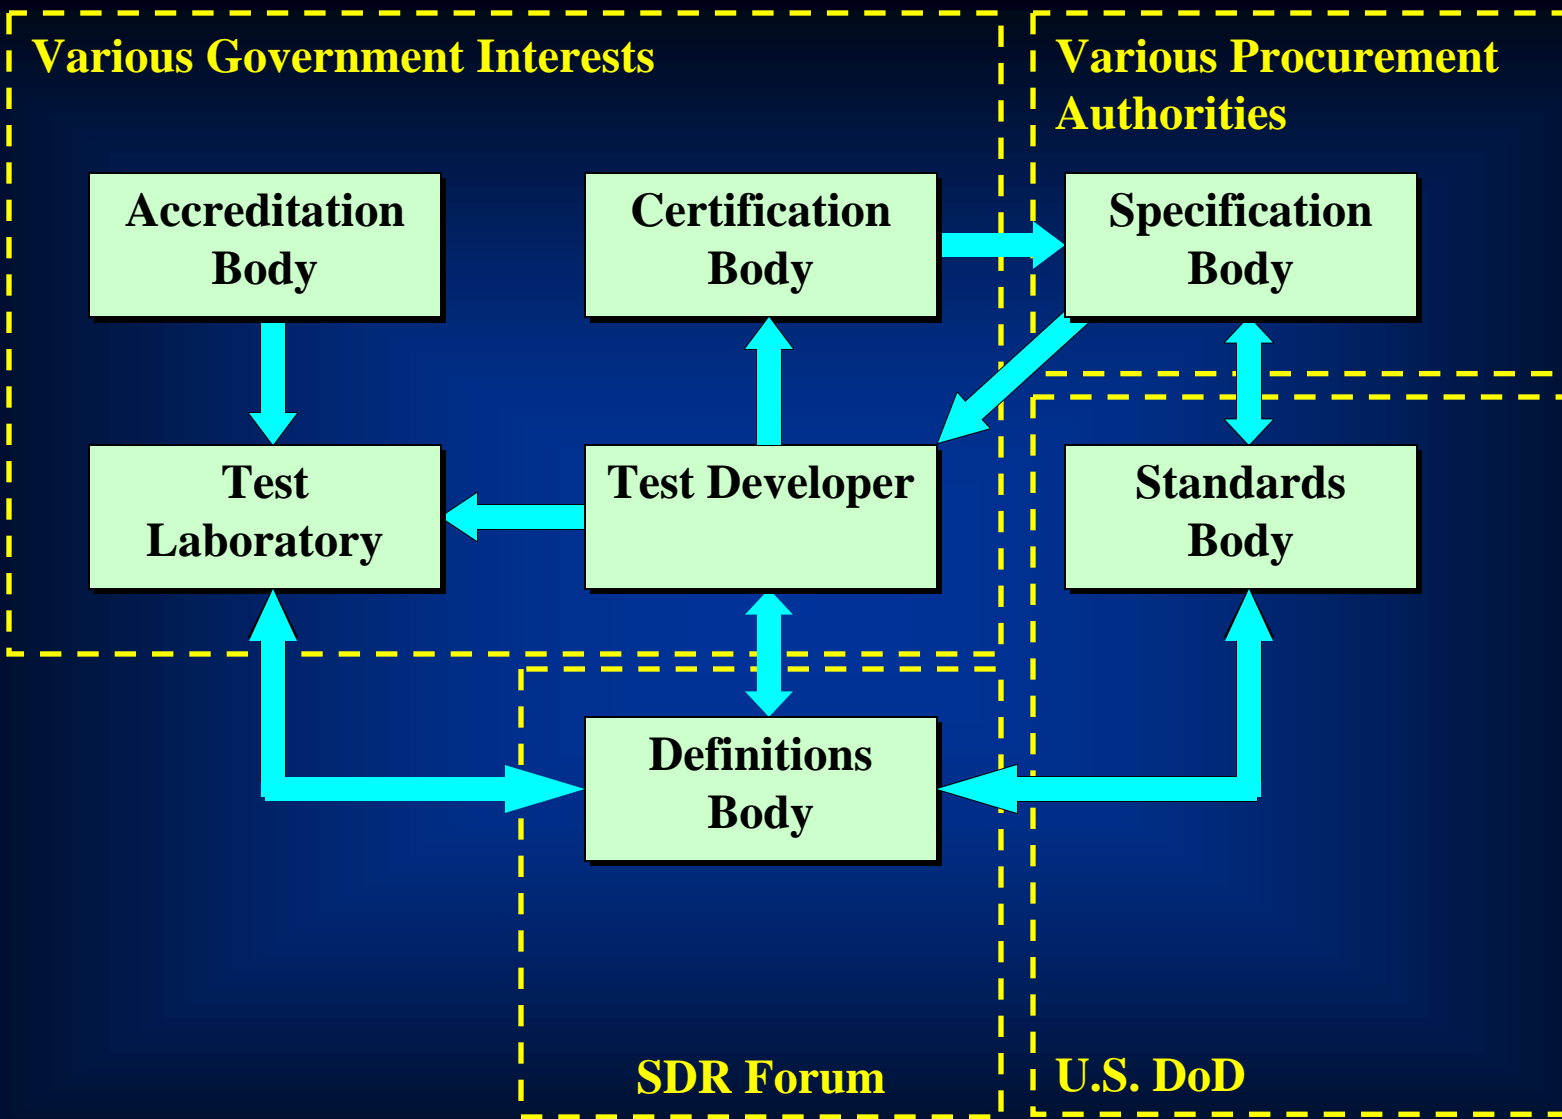 Various Government Interests
Various Procurement
Authorities
Accreditation
Body
Certification
Body
Specification
Body
Test
Laboratory
Test Developer
Standards
Body
Definitions
Body
SDR Forum
U.S. DoD